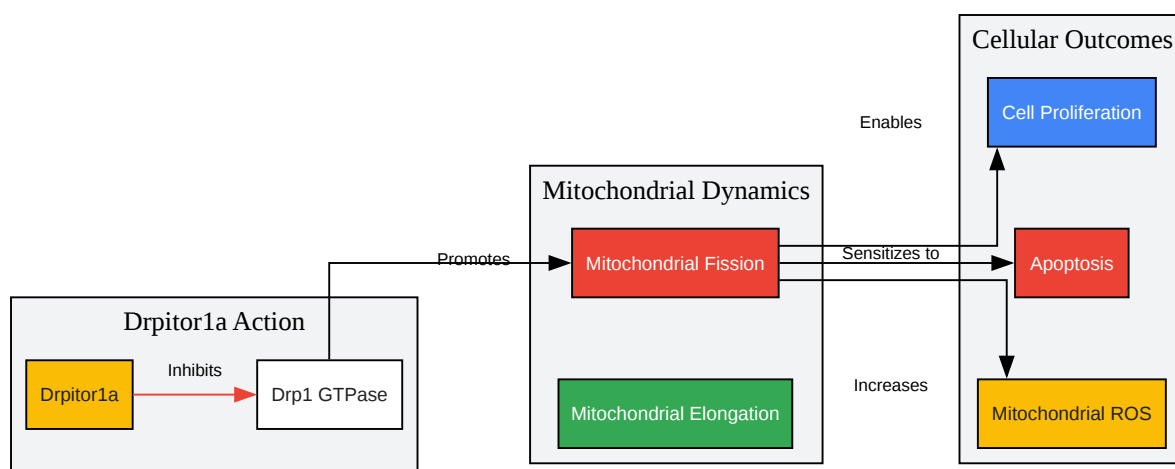 Cellular Outcomes
Cell Proliferation
Enables
Mitochondrial Dynamics
Promotes
Mitochondrial Fission
Sensitizes to
Apoptosis
Drpitor1a Action
Drpitor1a
Inhibits
Drp1 GTPase
Mitochondrial Elongation
Increases
Mitochondrial ROS